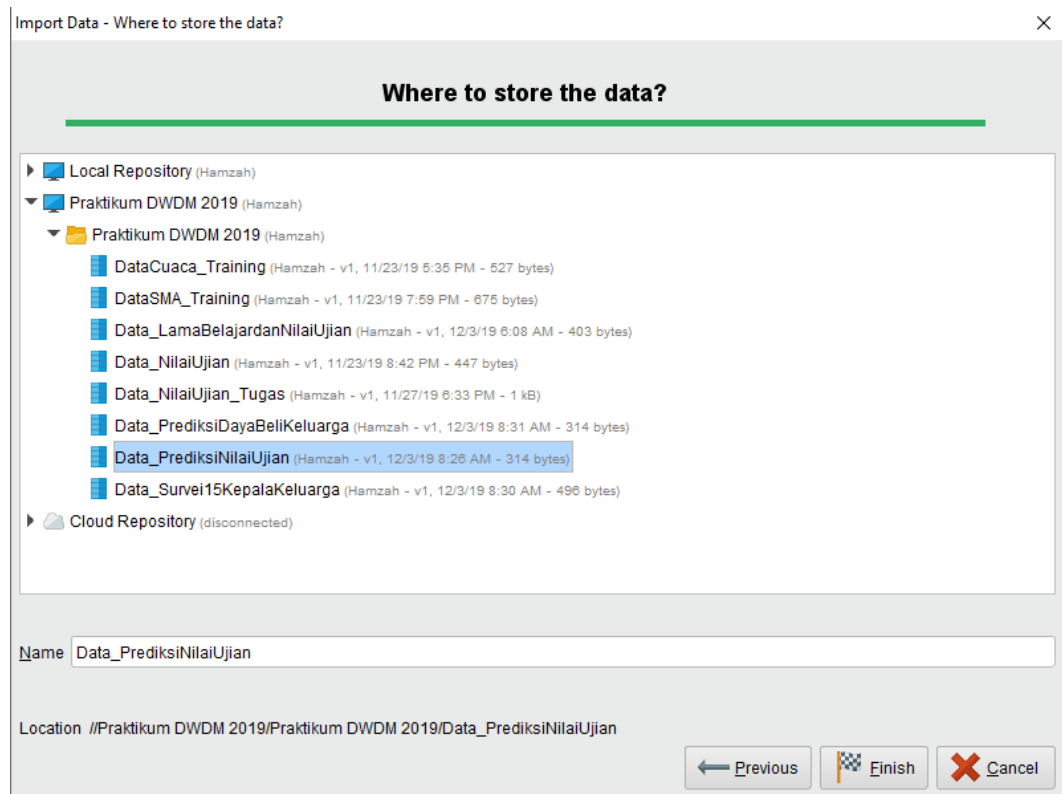 Import Data - Where to store the data?
Where to store the data?
Local Repository (Hamzah)
Praktikum DWDM 2019 (Hamzah)
Praktikum DWDM 2019 (Hamzah)
DataCuaca_Training (Hamzah - v1, 11/23/19 5:35 PM - 527 bytes)
DataSMA_Training (Hamzah - v1, 11/23/19 7:59 PM - 675 bytes)
Data_LamaBelajardanNilaiUjian (Hamzah - v1, 12/3/19 6:08 AM - 403 bytes)
Data_NilaiUjian (Hamzah - v1, 11/23/19 8:42 PM - 447 bytes)
Data_NilaiUjian_Tugas (Hamzah - v1, 11/27/19 6:33 PM - 1 kB)
Data_PrediksiDayaBeliKeluarga (Hamzah - v1, 12/3/19 8:31 AM - 314 bytes)
Data_PrediksiNilaiUjian (Hamzah - v1, 12/3/19 8:26 AM - 314 bytes)
Data_Survei15KepalaKeluarga (Hamzah - v1, 12/3/19 8:30 AM - 496 bytes)
Cloud Repository (disconnected)
Name Data_PrediksiNilaiUjian
Location //Praktikum DWDM 2019/Praktikum DWDM 2019/Data_PrediksiNilaiUjian
Previous Finish Cancel